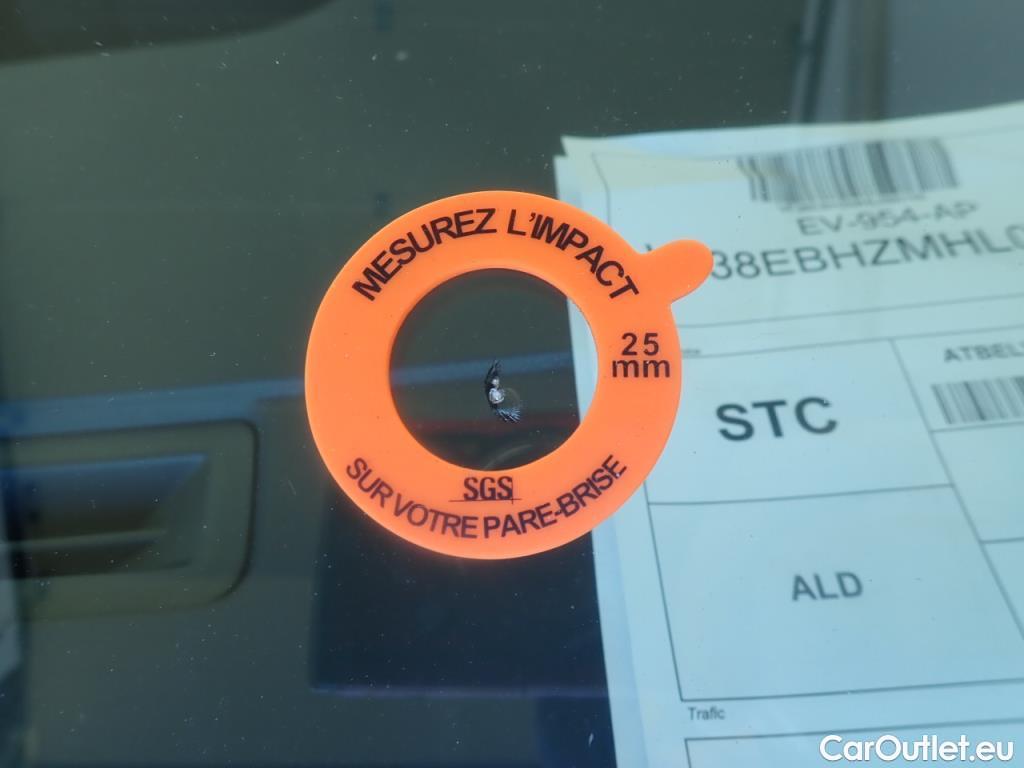 MESUREZ L'IMPACT
25
mm
SGS
SUR VOTRE PARE-BRISE
EV-954-AP
38EBHZMHL
STC
ATBEL
ALD
Trafic
CarOutlet.eu